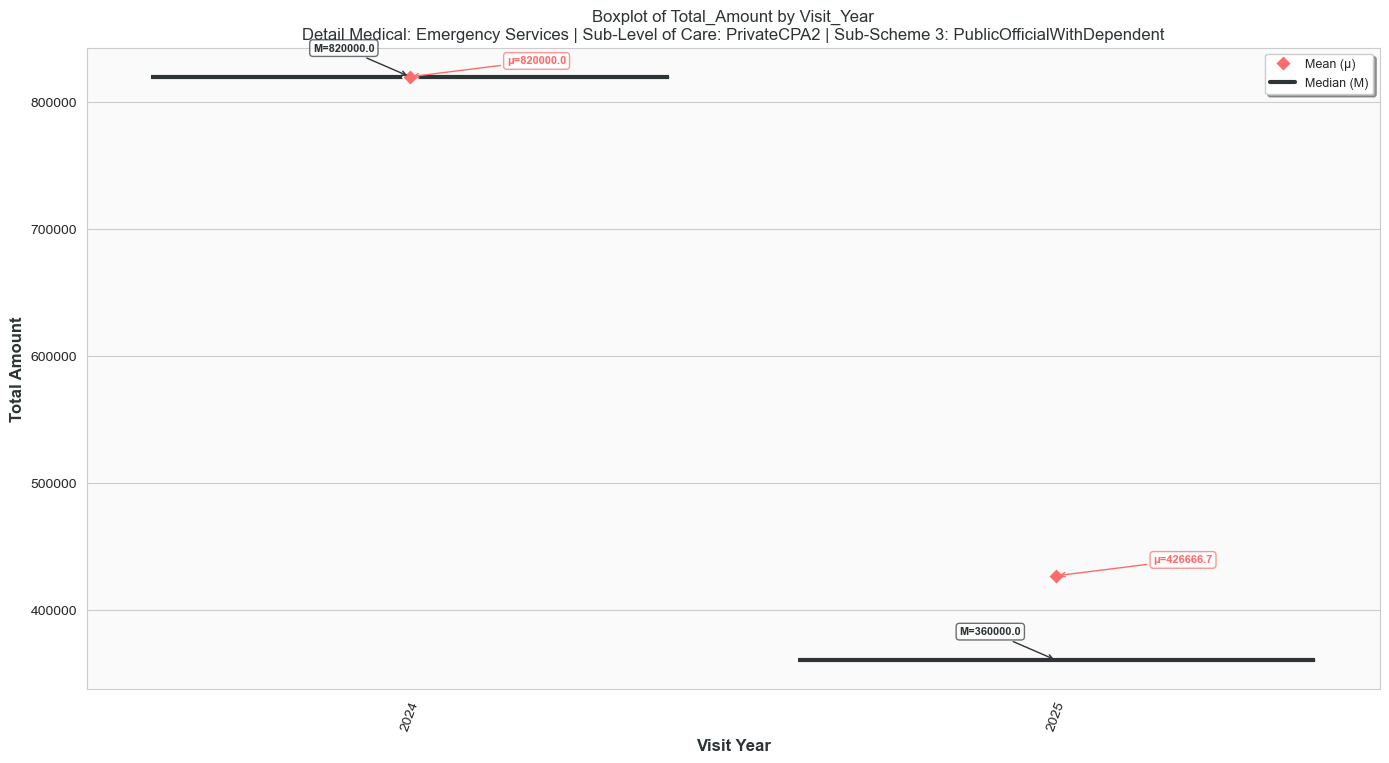 Boxplot of Total_Amount by Visit_Year
Detail Medical: Emergency Services | Sub-Level of Care: PrivateCPA2 | Sub-Scheme 3: PublicOfficialWithDependent
M=820000.0
μ=820000.0
Mean (μ)
Median (M)
800000
700000
600000
500000
400000
Total Amount
μ=426666.7
M=360000.0
2024
2025
Visit Year